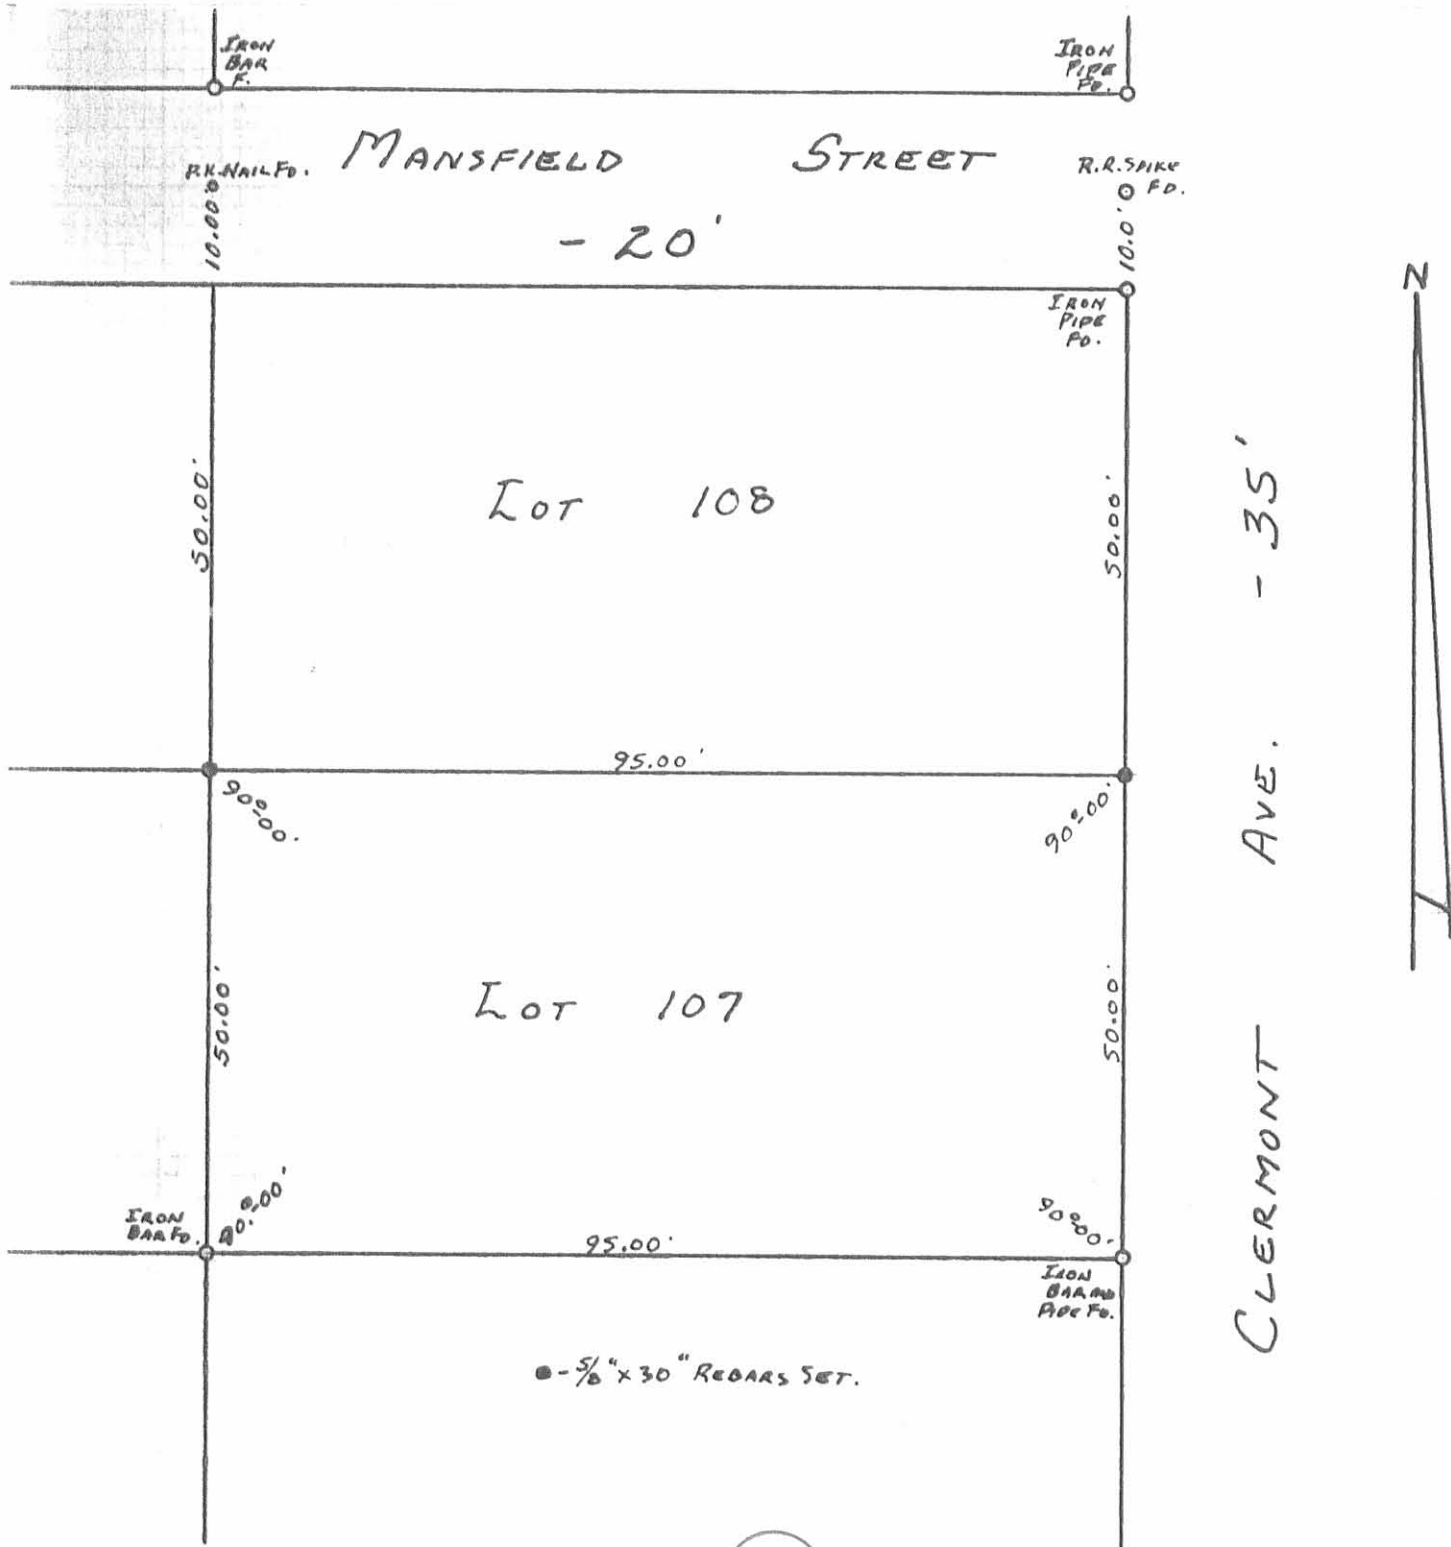 IRON
BAR
F.
IRON
PIPE
FD.
MANSFIELD STREET
P.K. NAIL FD.
R.R. SPIKE
FD.
10.00'
10.0'
- 20'
IRON
PIPE
FD.
N
50.00'
LOT 108
50.00'
CLERMONT AVE. - 35'
95.00'
90°-00'
90°-00'
50.00'
LOT 107
50.00'
IRON
BAR FD.
90°-00'
95.00'
90°-00'
IRON
BAR AND
PIPE FD.
● - 5/8" x 30" REBARS SET.